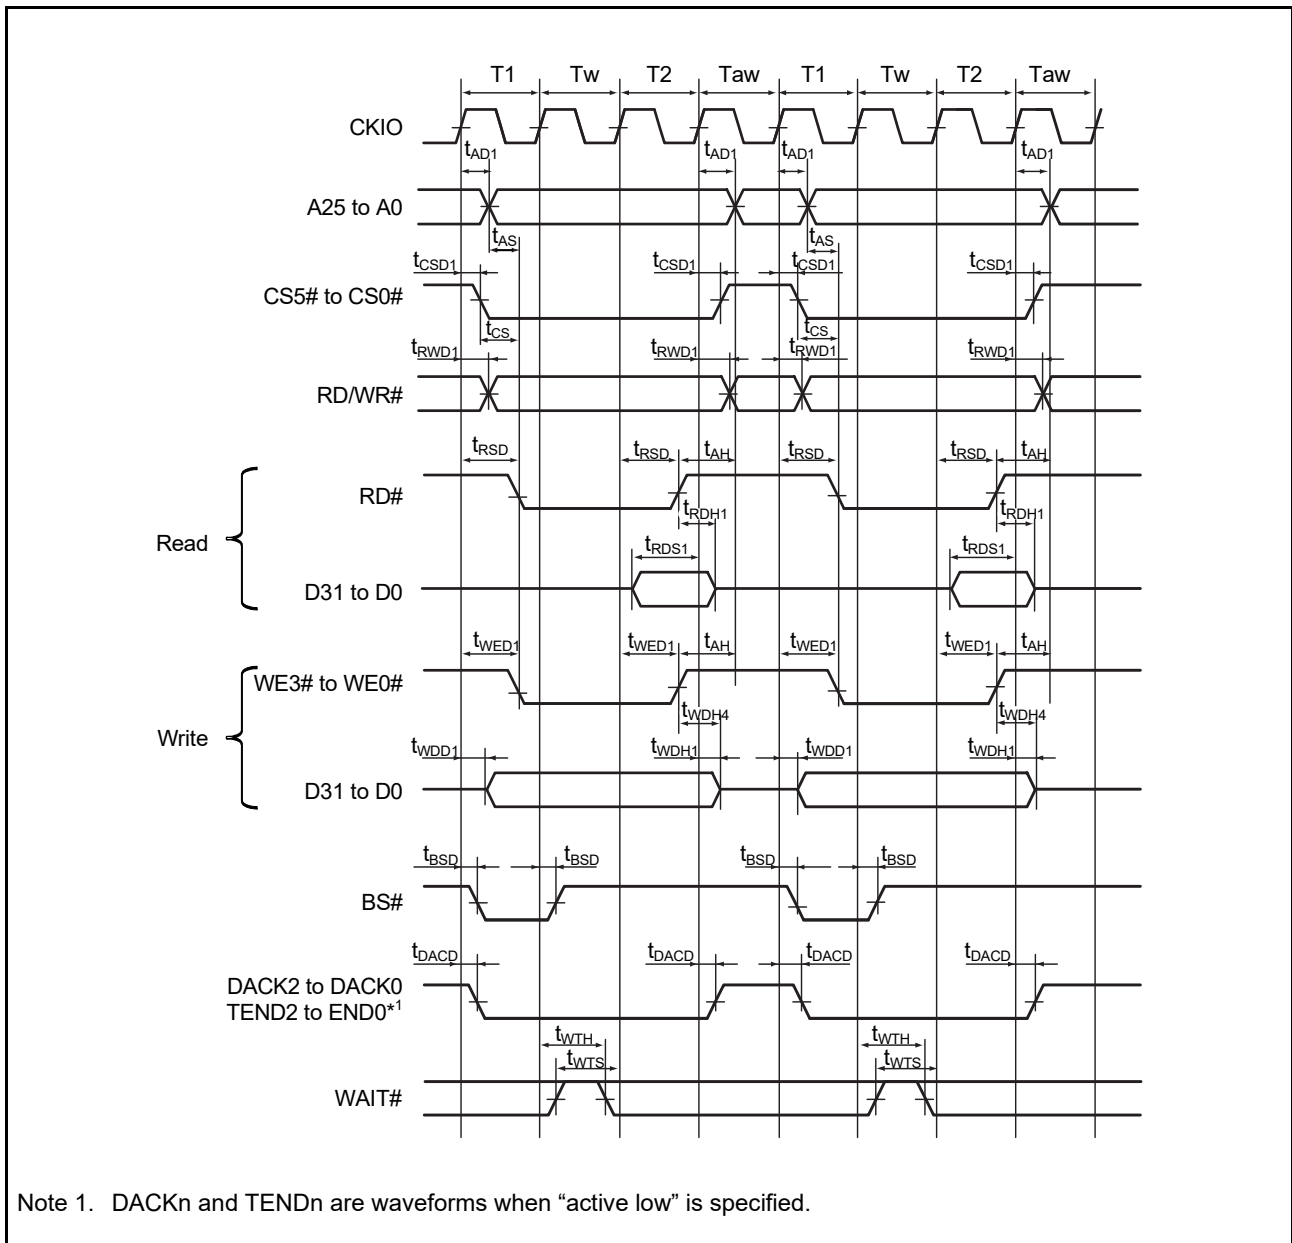 T1 Tw T2 Taw T1 Tw T2 Taw
CKIO
tAD1 tAD1 tAD1 tAD1
A25 to A0
tAS tAS
tCSD1 tCSD1 tCSD1 tCSD1
CS5# to CS0#
tCS tCS
tRWD1 tRWD1 tRWD1 tRWD1
RD/WR#
tRSD tRSD tAH tRSD tRSD tAH
RD#
tRDH1 tRDH1
Read
tRDS1 tRDS1
D31 to D0
tWED1 tWED1 tAH tWED1 tWED1 tAH
WE3# to WE0#
tWDH4 tWDH4
Write
tWDD1 tWDH1 tWDD1 tWDH1
D31 to D0
tBSD tBSD tBSD tBSD
BS#
tDACD tDACD tDACD tDACD
DACK2 to DACK0
TEND2 to END0*1
tWTH tWTH
tWTS tWTS
WAIT#
Note 1. DACKn and TENDn are waveforms when “active low” is specified.